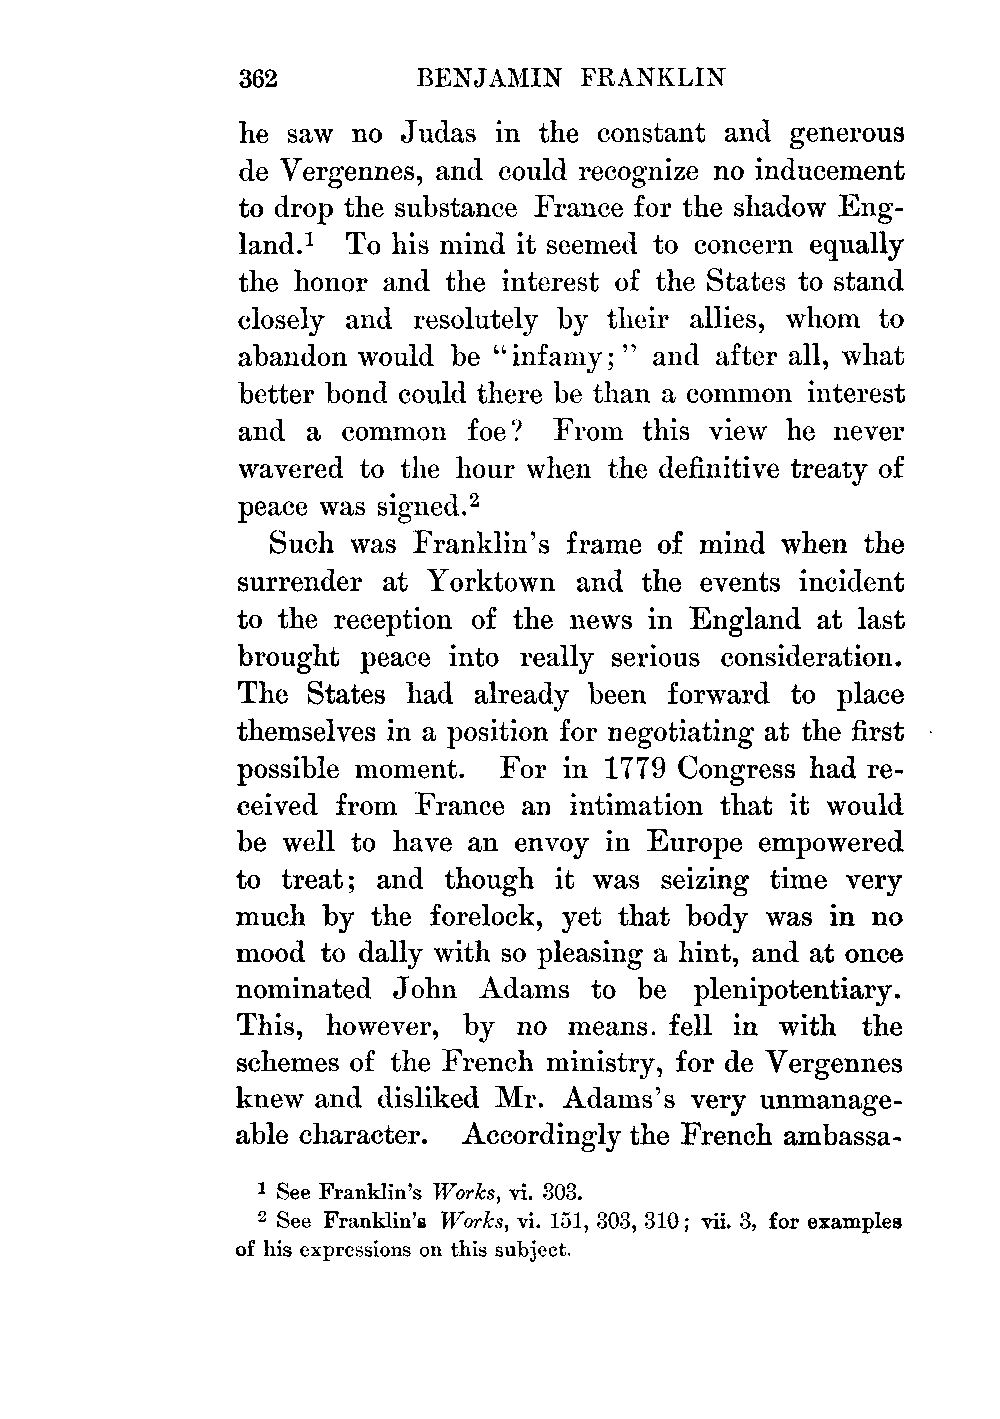 362 BENJAMIN FRANKLIN
he saw no Judas in the constant and generous
de Vergennes, and could recognize no inducement
to drop the substance France for the shadow Eng-
land.¹ To his mind it seemed to concern equally
the honor and the interest of the States to stand
closely and resolutely by their allies, whom to
abandon would be “infamy;” and after all, what
better bond could there be than a common interest
and a common foe? From this view he never
wavered to the hour when the definitive treaty of
peace was signed.²
Such was Franklin's frame of mind when the
surrender at Yorktown and the events incident
to the reception of the news in England at last
brought peace into really serious consideration.
The States had already been forward to place
themselves in a position for negotiating at the first
possible moment. For in 1779 Congress had re-
ceived from France an intimation that it would
be well to have an envoy in Europe empowered
to treat; and though it was seizing time very
much by the forelock, yet that body was in no
mood to dally with so pleasing a hint, and at once
nominated John Adams to be plenipotentiary.
This, however, by no means. fell in with the
schemes of the French ministry, for de Vergennes
knew and disliked Mr. Adams's very unmanage-
able character. Accordingly the French ambassa-
¹ See Franklin's Works, vi. 303.
² See Franklin's Works, vi. 151, 303, 310; vii. 3, for examples
of his expressions on this subject.